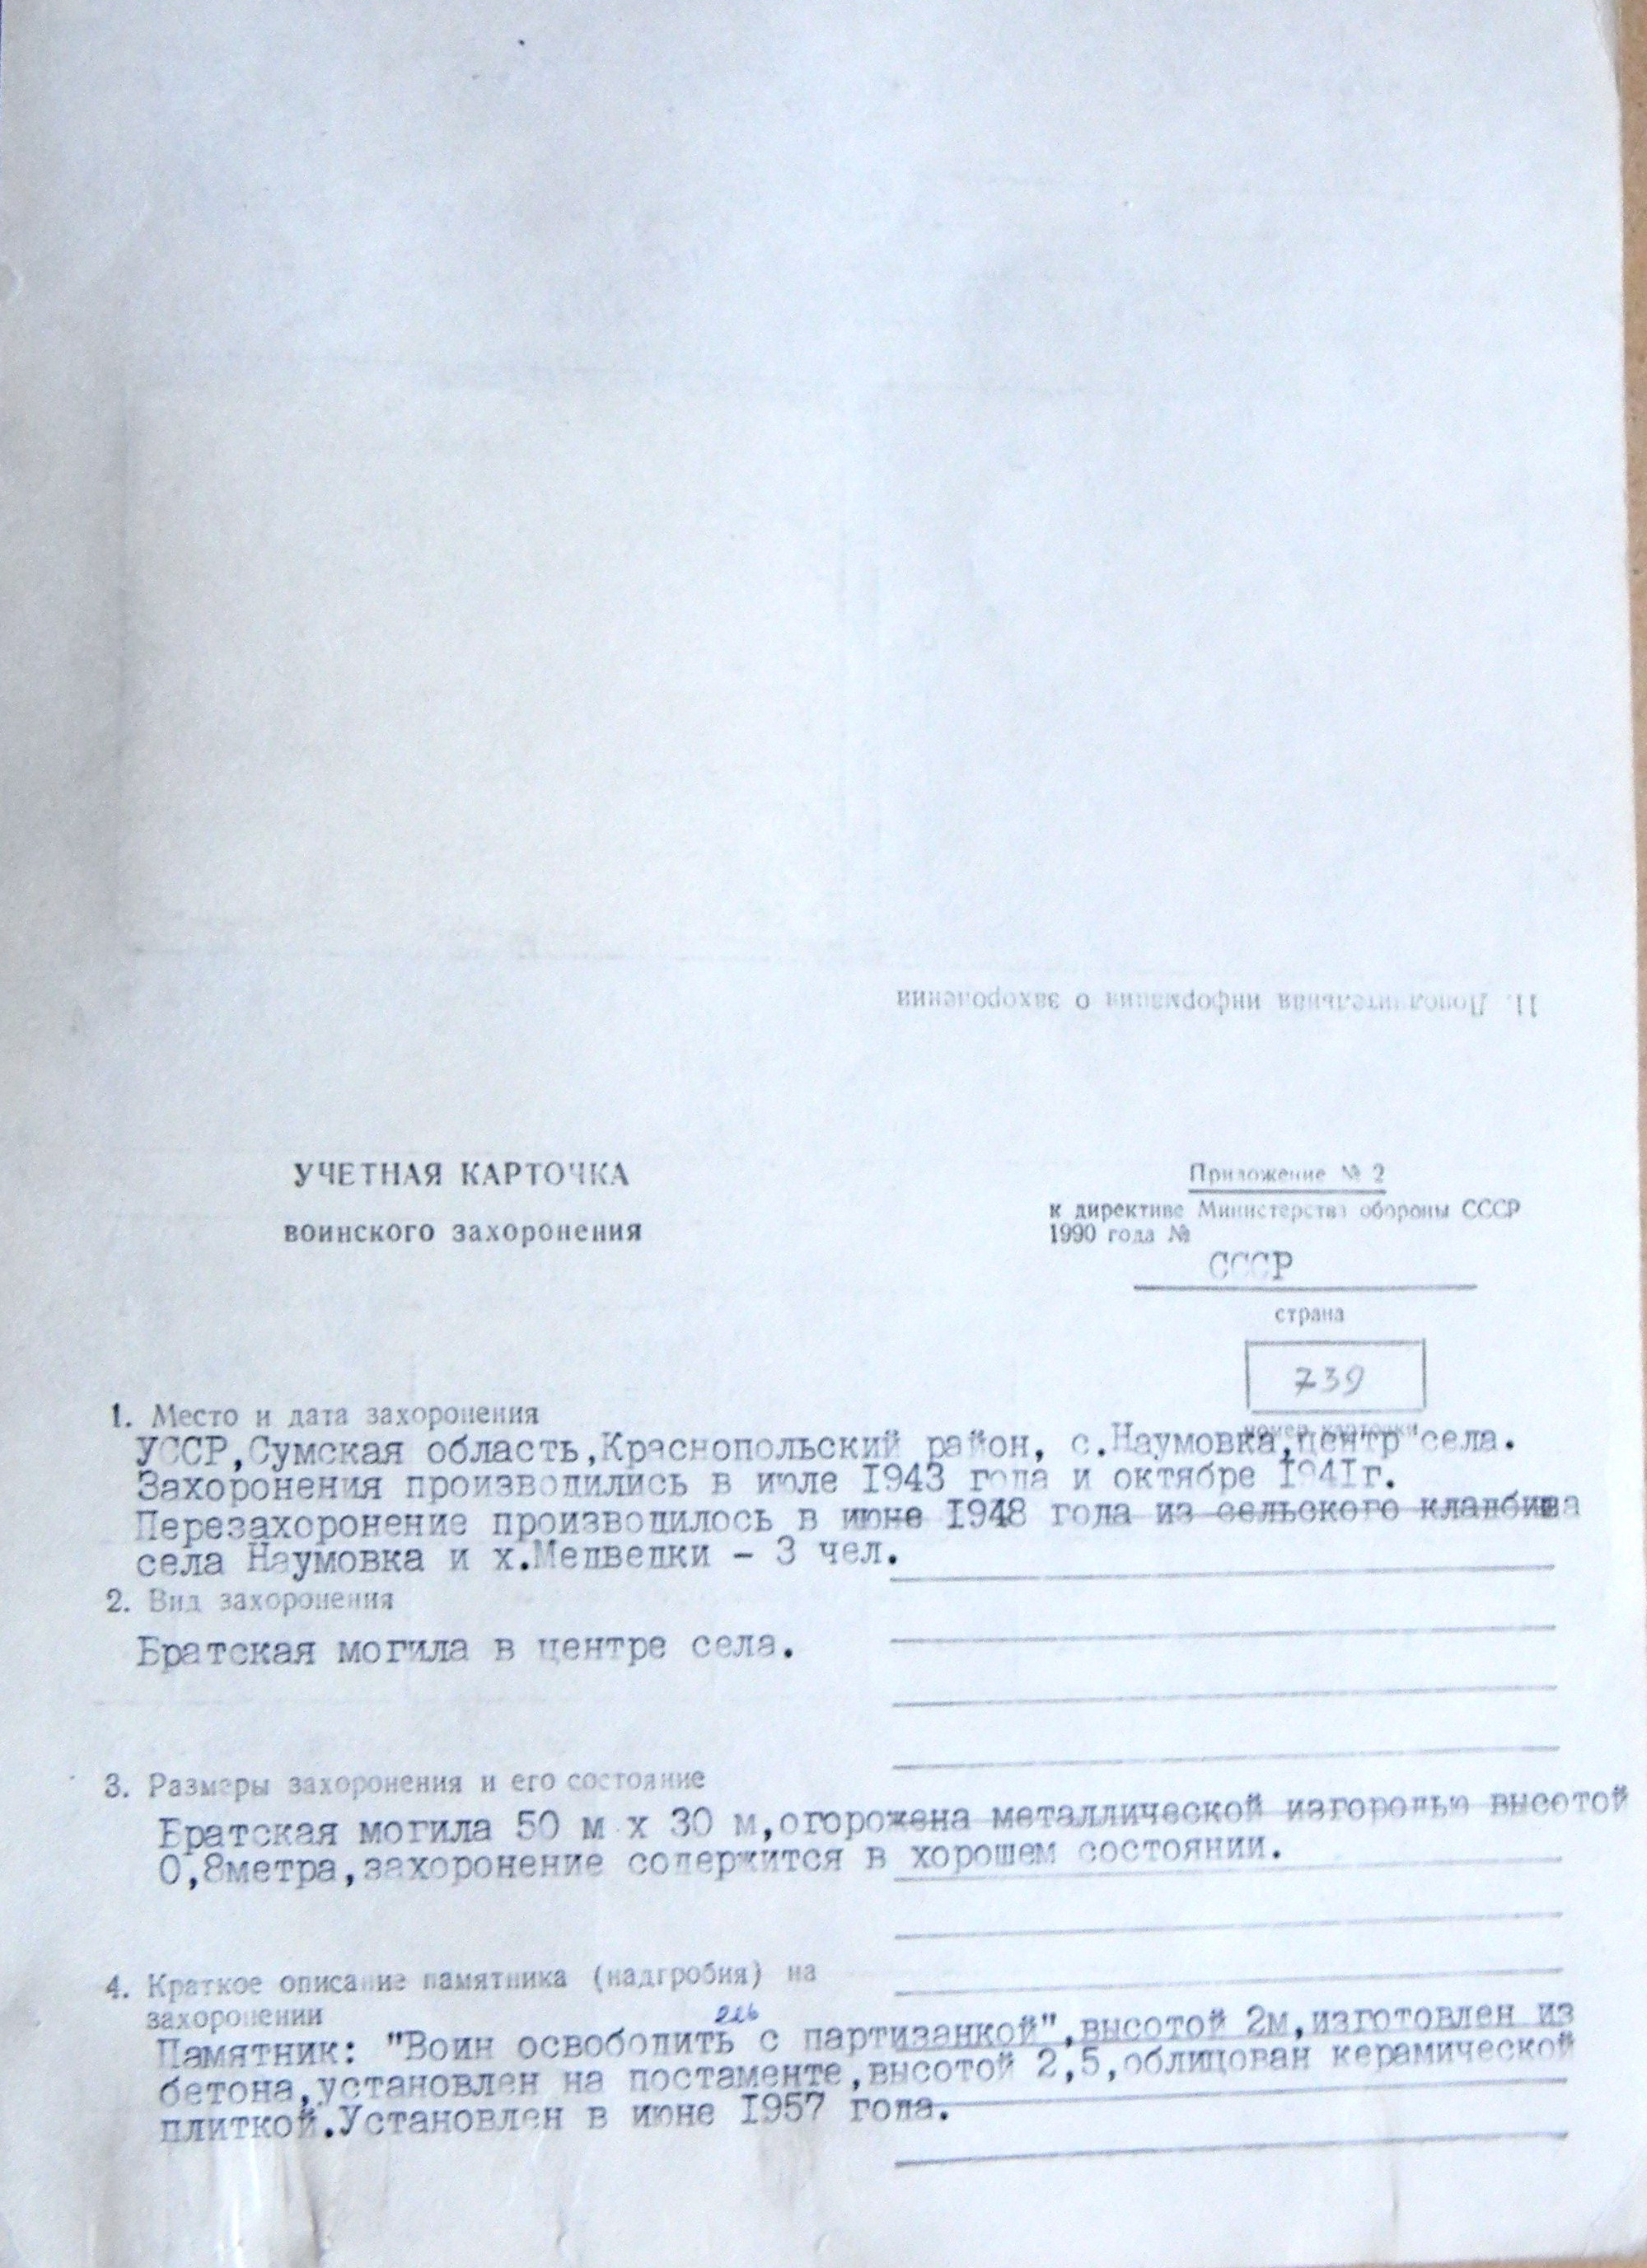 11. Дополнительная информация о захоронении
УЧЕТНАЯ КАРТОЧКА
воинского захоронения
Приложение № 2
к директиве Министерства обороны СССР
1990 года №
СССР
страна
739
номер карточки
1. Место и дата захоронения
УССР,Сумская область,Краснопольский район, с.Наумовка,центр села.
Захоронения производились в июле 1943 года и октябре 1941г.
Перезахоронение производилось в июне 1948 года из сельского кладбища
села Наумовка и х.Медведки - 3 чел.
2. Вид захоронения
Братская могила в центре села.
3. Размеры захоронения и его состояние
Братская могила 50 м х 30 м,огорожена металлической изгородью высотой
0,8метра,захоронение содержится в хорошем состоянии.
4. Краткое описание памятника (надгробия) на
захоронении
Памятник: "Воин освободить с партизанкой",высотой 2м,изготовлен из
бетона,установлен на постаменте,высотой 2,5,облицован керамической
плиткой.Установлен в июне 1957 года.